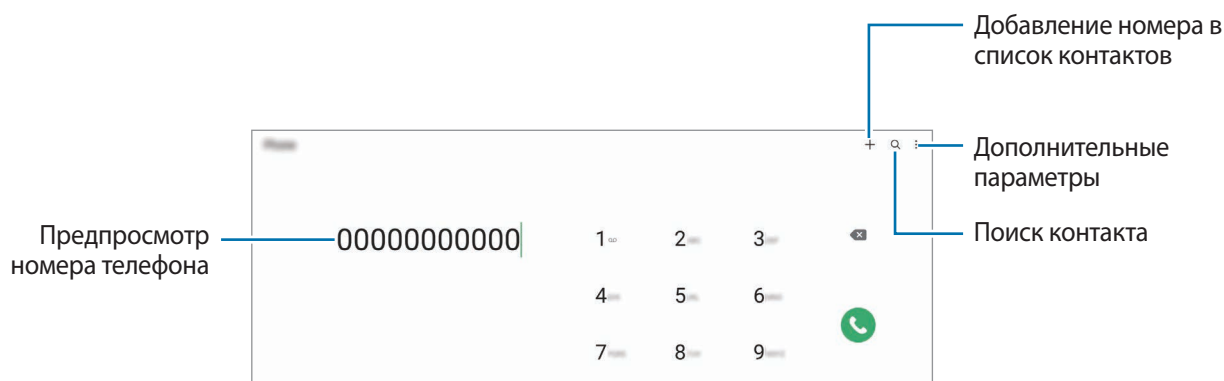 Добавление номера в
список контактов
Дополнительные
параметры
Предпросмотр
номера телефона
00000000000
1 2 3
Поиск контакта
4 5 6
7 8 9